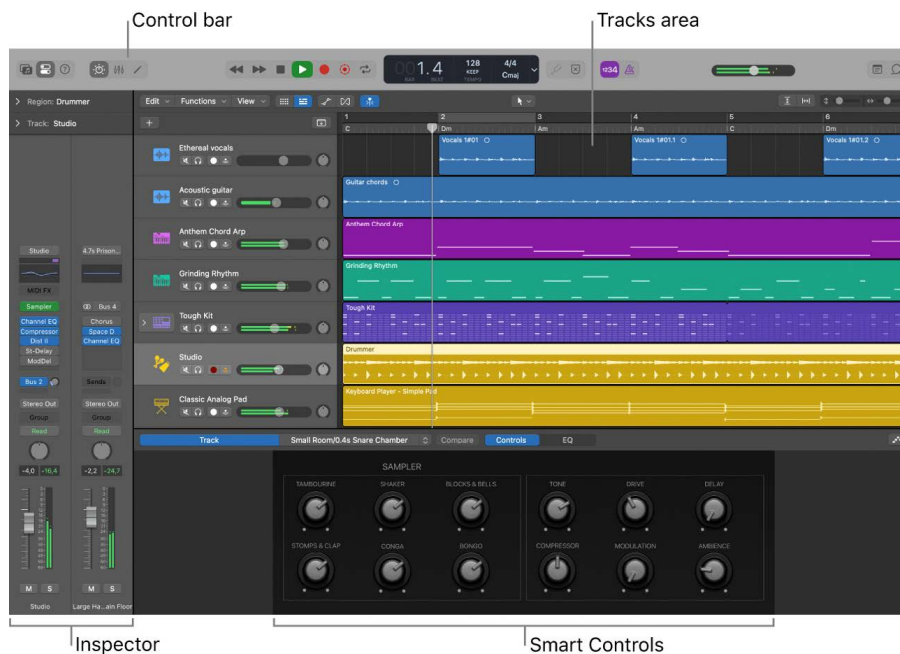 Control bar
Tracks area
1.4
BAR BEAT
128
KEEP
TEMPO
4/4
Cmaj
1234
Region: Drummer
Track: Studio
Edit Functions View
1 2 3 4 5 6
C Dm Am Am C Dm
Ethereal vocals
Vocals 1#01
Vocals 1#01.1
Vocals 1#01.2
Acoustic guitar
Guitar chords
Anthem Chord Arp
Anthem Chord Arp
Grinding Rhythm
Grinding Rhythm
Tough Kit
Tough Kit
Studio
Drummer
Classic Analog Pad
Keyboard Player - Simple Pad
Studio 4.7s Prison...
MIDI FX
Sampler Bus 4
Channel EQ Chorus
Compressor Space D
Dist II Channel EQ
St-Delay
ModDel
Bus 2 Sends
Stereo Out Stereo Out
Group Group
Read Read
-4,0 -16,4 -2,2 -24,7
M S M S
Studio Large Ha...ain Floor
Track Small Room/0.4s Snare Chamber Compare Controls EQ
SAMPLER
TAMBOURINE SHAKER BLOCKS & BELLS TONE DRIVE DELAY
STOMPS & CLAP CONGA BONGO COMPRESSOR MODULATION AMBIENCE
Inspector
Smart Controls